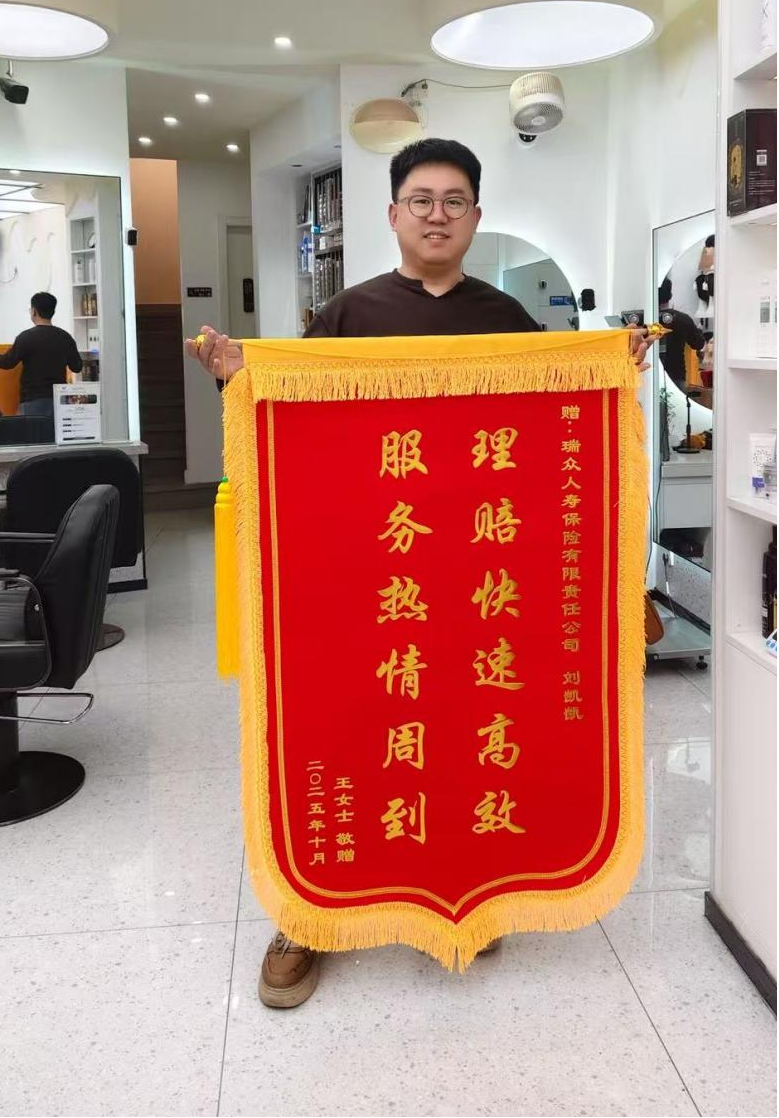 赠：瑞众人寿保险有限责任公司 刘凯凯
理赔快速高效
服务热情周到
王女士 敬赠
二〇二五年十月